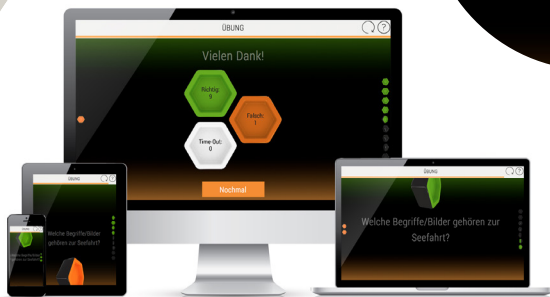 ÜBUNG
?
Vielen Dank!
Richtig:
9
Falsch:
1
Time-Out:
0
Nochmal
ÜBUNG
?
Welche Begriffe/Bilder
gehören zur Seefahrt?
ÜBUNG
?
Welche Begriffe/Bilder gehören zur
Seefahrt?